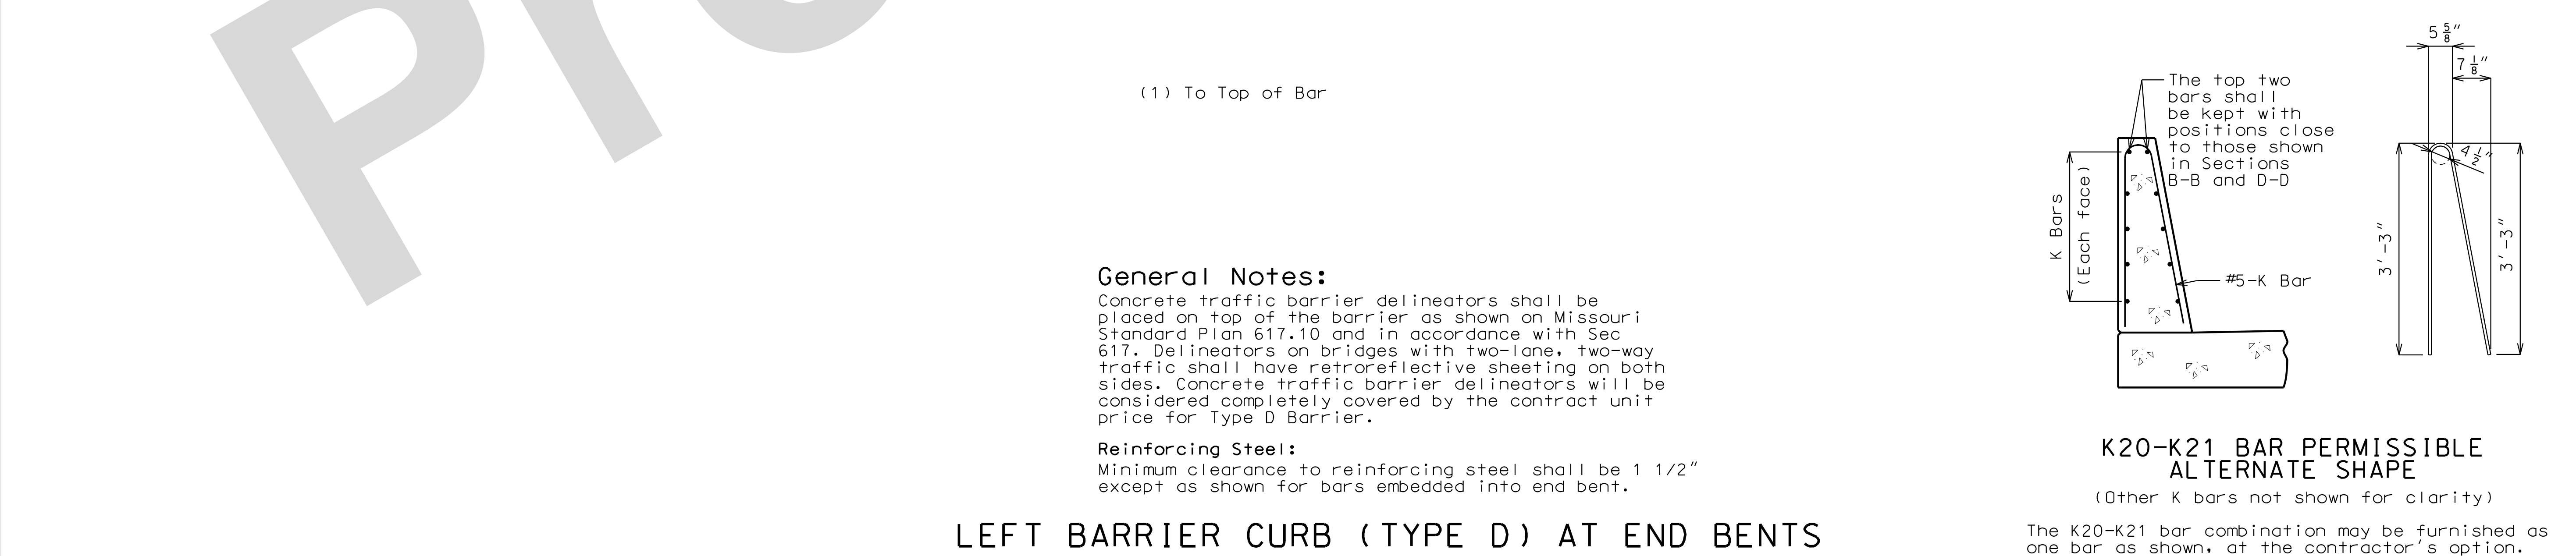 Pro
(1) To Top of Bar
General Notes:
Concrete traffic barrier delineators shall be
placed on top of the barrier as shown on Missouri
Standard Plan 617.10 and in accordance with Sec
617. Delineators on bridges with two-lane, two-way
traffic shall have retroreflective sheeting on both
sides. Concrete traffic barrier delineators will be
considered completely covered by the contract unit
price for Type D Barrier.
Reinforcing Steel:
Minimum clearance to reinforcing steel shall be 1 1/2"
except as shown for bars embedded into end bent.
LEFT BARRIER CURB (TYPE D) AT END BENTS
The top two
bars shall
be kept with
positions close
to those shown
in Sections
B-B and D-D
K Bars
(Each face)
#5-K Bar
5 5/8"
7 1/8"
4 1/2"
3'-3"
3'-3"
K20-K21 BAR PERMISSIBLE
ALTERNATE SHAPE
(Other K bars not shown for clarity)
The K20-K21 bar combination may be furnished as
one bar as shown, at the contractor's option.